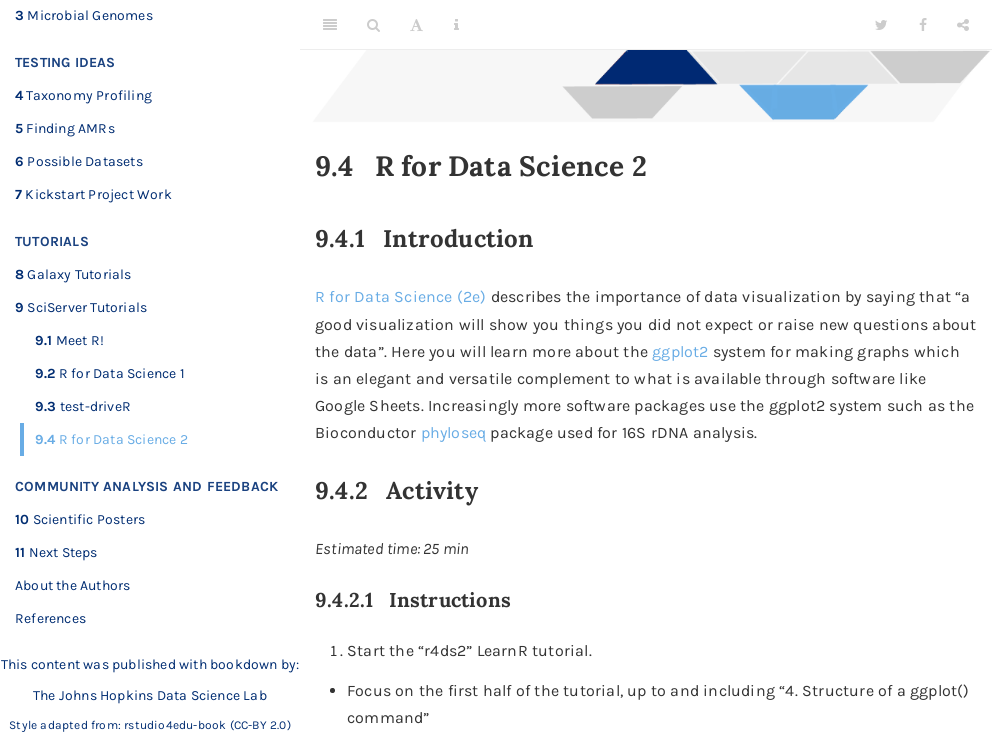 3 Microbial Genomes
TESTING IDEAS
4 Taxonomy Profiling
5 Finding AMRs
6 Possible Datasets
7 Kickstart Project Work
TUTORIALS
8 Galaxy Tutorials
9 SciServer Tutorials
9.1 Meet R!
9.2 R for Data Science 1
9.3 test-driveR
9.4 R for Data Science 2
COMMUNITY ANALYSIS AND FEEDBACK
10 Scientific Posters
11 Next Steps
About the Authors
References
This content was published with bookdown by:
The Johns Hopkins Data Science Lab
Style adapted from: rstudio4edu-book (CC-BY 2.0)
9.4 R for Data Science 2
9.4.1 Introduction
R for Data Science (2e) describes the importance of data visualization by saying that “a
good visualization will show you things you did not expect or raise new questions about
the data”. Here you will learn more about the ggplot2 system for making graphs which
is an elegant and versatile complement to what is available through software like
Google Sheets. Increasingly more software packages use the ggplot2 system such as the
Bioconductor phyloseq package used for 16S rDNA analysis.
9.4.2 Activity
Estimated time: 25 min
9.4.2.1 Instructions
1. Start the “r4ds2” LearnR tutorial.
• Focus on the first half of the tutorial, up to and including “4. Structure of a ggplot()
command”